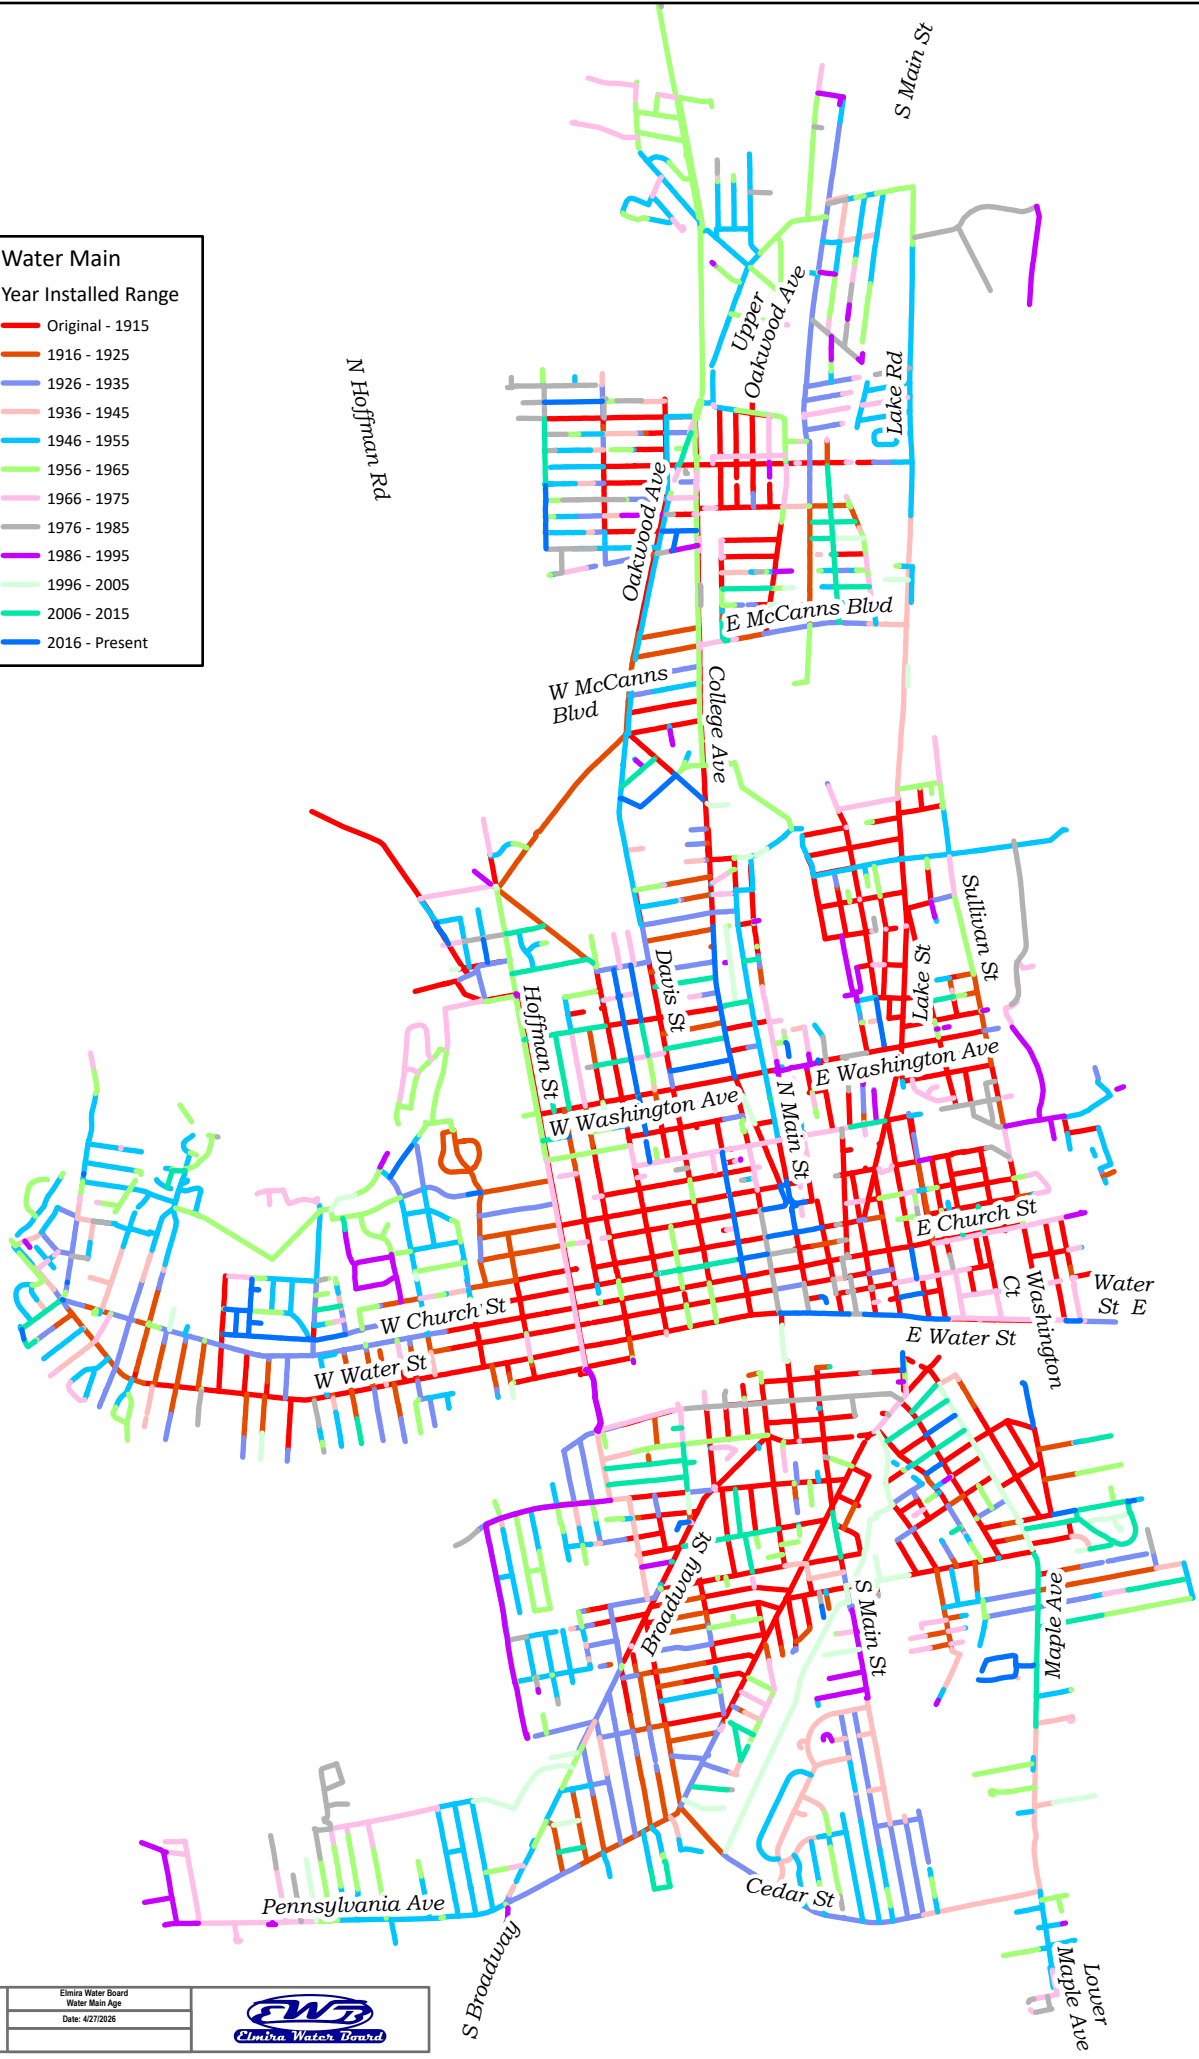 S Main St
Water Main
Year Installed Range
Original - 1915
1916 - 1925
1926 - 1935
1936 - 1945
1946 - 1955
1956 - 1965
1966 - 1975
1976 - 1985
1986 - 1995
1996 - 2005
2006 - 2015
2016 - Present
Upper
Oakwood Ave
N Hoffman Rd
Lake Rd
Oakwood Ave
E McCanns Blvd
W McCanns
Blvd
College Ave
Sullivan St
Lake St
Davis St
Hoffman St
E Washington Ave
W Washington Ave
N Main St
E Church St
Water
St E
Ct
Washington
W Church St
E Water St
W Water St
Broadway St
S Main St
Maple Ave
Cedar St
Pennsylvania Ave
S Broadway
Lower
Maple Ave
Elmira Water Board
Water Main Age
Date: 4/27/2026
EWB
Elmira Water Board